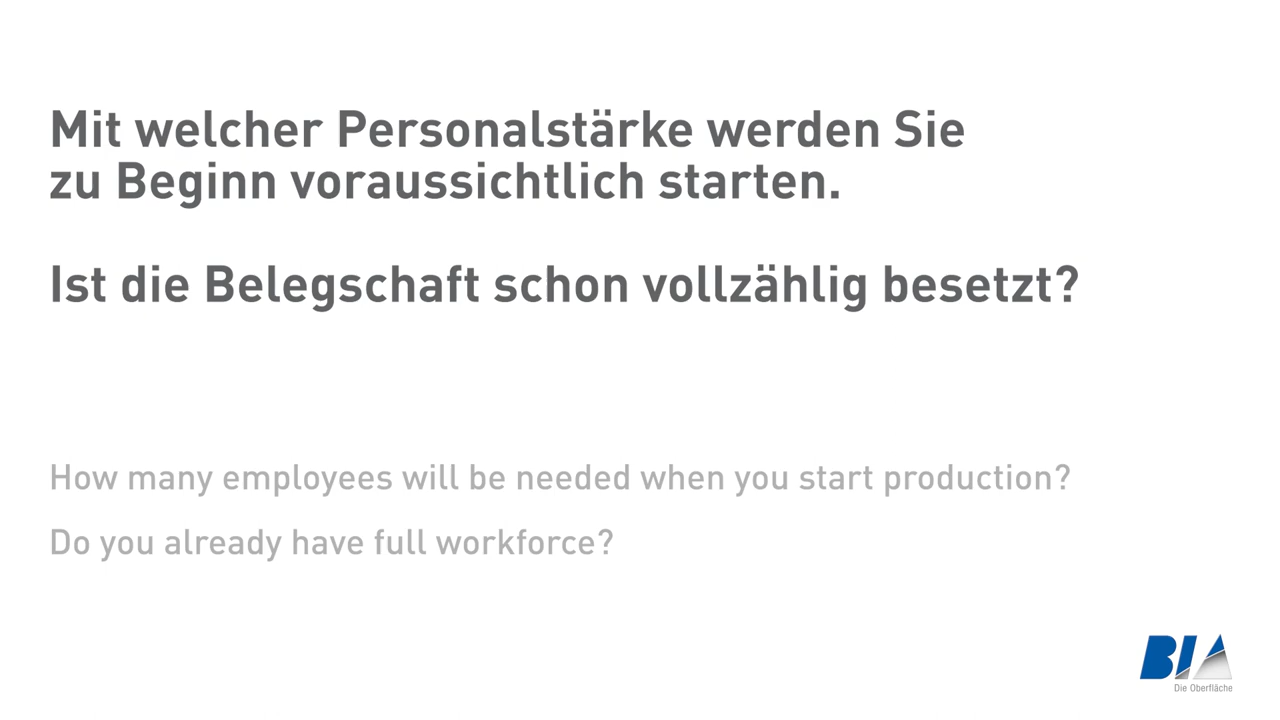 Mit welcher Personalstärke werden Sie
zu Beginn voraussichtlich starten.
Ist die Belegschaft schon vollzählig besetzt?
How many employees will be needed when you start production?
Do you already have full workforce?
BIA
Die Oberfläche